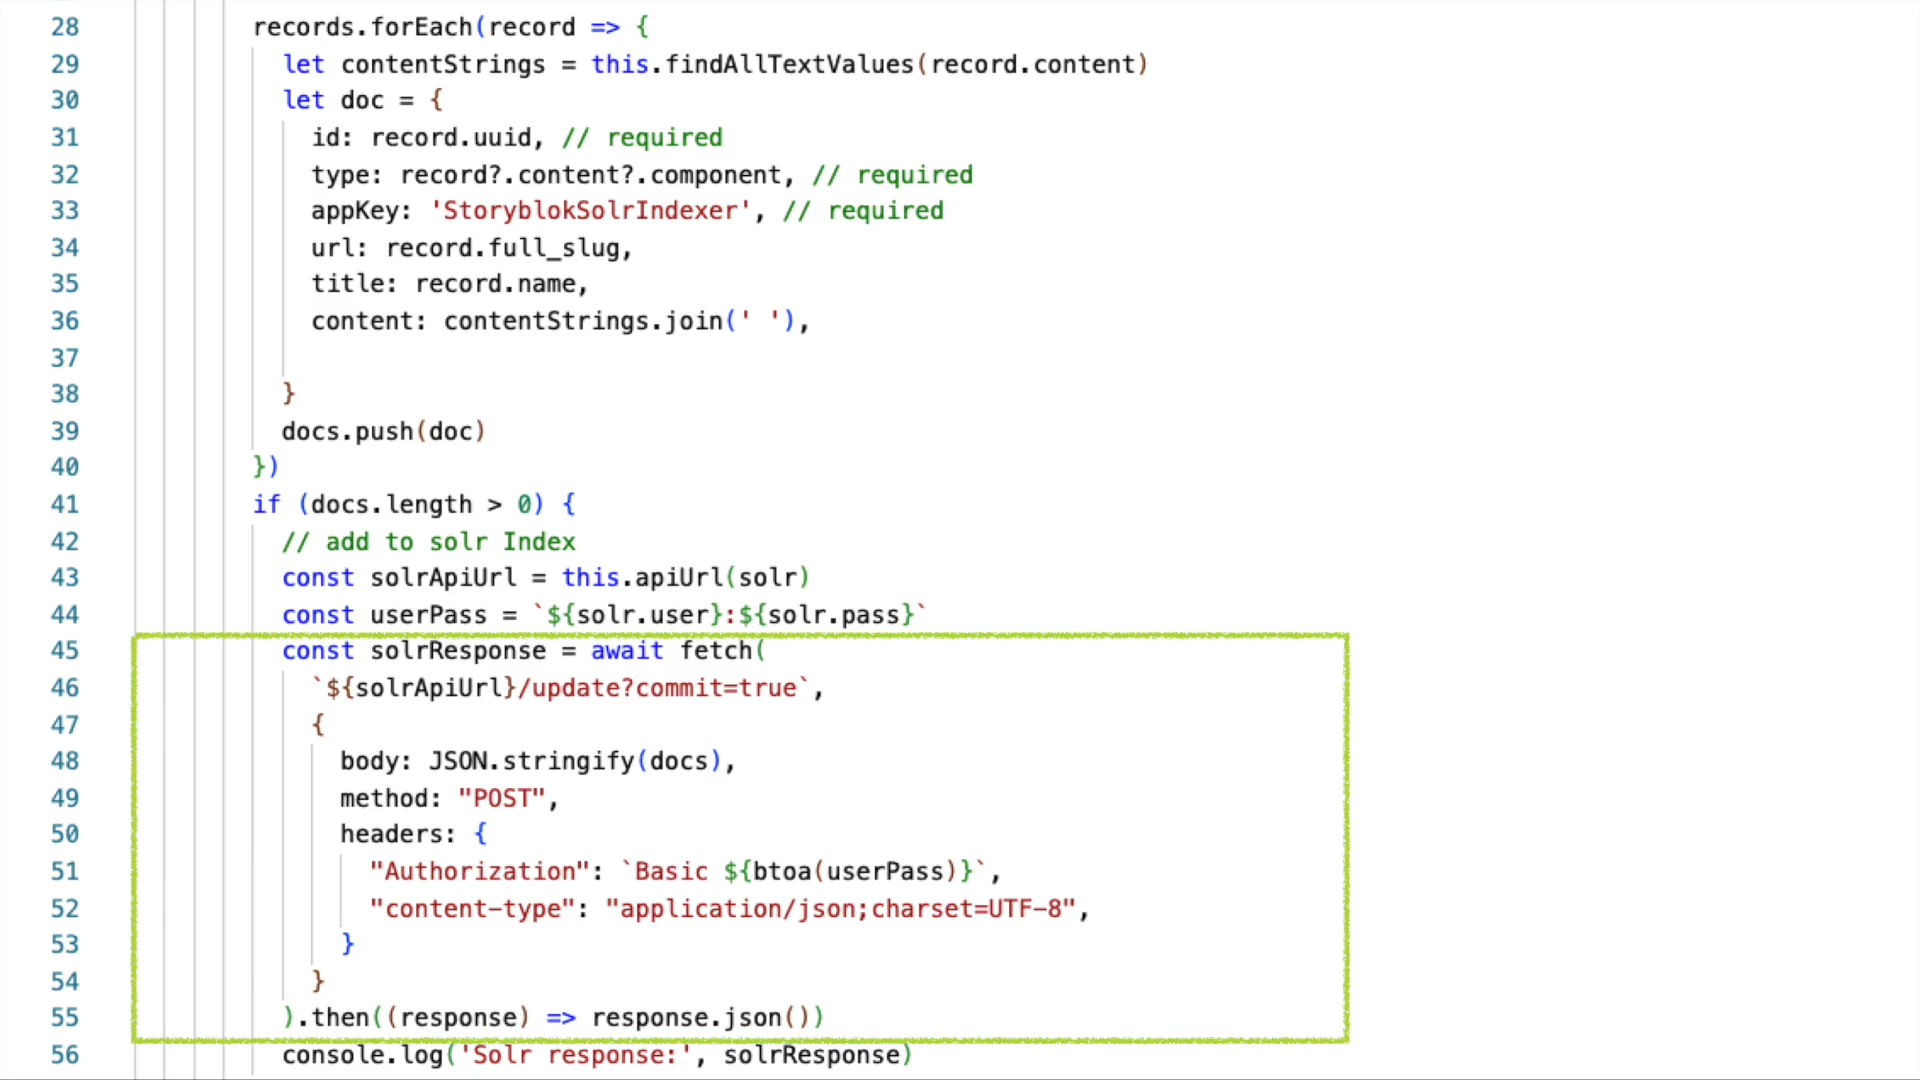 28 records.forEach(record => {
29 let contentStrings = this.findAllTextValues(record.content)
30 let doc = {
31 id: record.uuid, // required
32 type: record?.content?.component, // required
33 appKey: 'StoryblokSolrIndexer', // required
34 url: record.full_slug,
35 title: record.name,
36 content: contentStrings.join(' '),
37
38 }
39 docs.push(doc)
40 })
41 if (docs.length > 0) {
42 // add to solr Index
43 const solrApiUrl = this.apiUrl(solr)
44 const userPass = `${solr.user}:${solr.pass}`
45 const solrResponse = await fetch(
46 `${solrApiUrl}/update?commit=true`,
47 {
48 body: JSON.stringify(docs),
49 method: "POST",
50 headers: {
51 "Authorization": `Basic ${btoa(userPass)}`,
52 "content-type": "application/json;charset=UTF-8",
53 }
54 }
55 ).then((response) => response.json())
56 console.log('Solr response:', solrResponse)